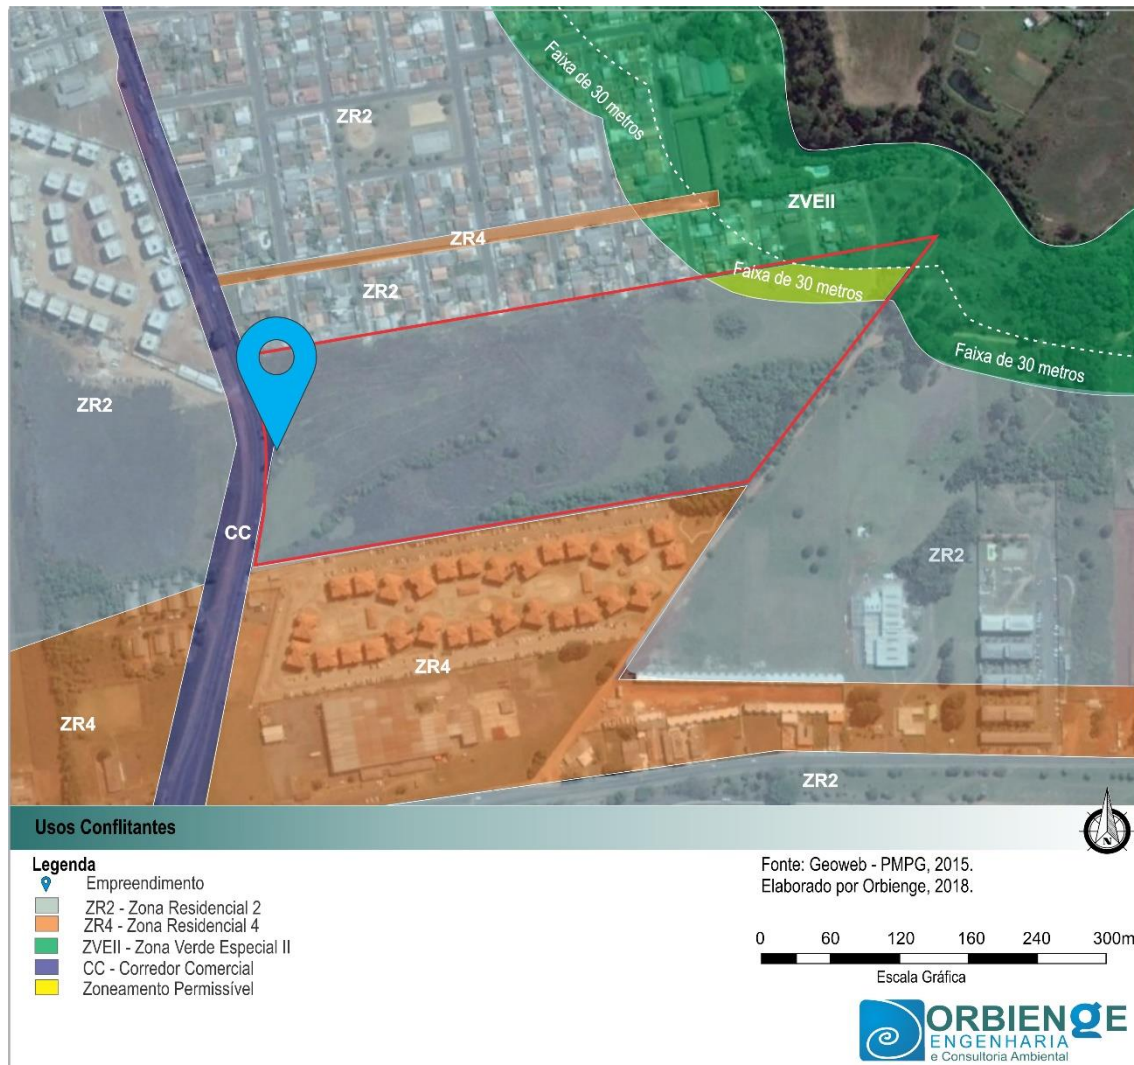 Faixa de 30 metros
ZR2
ZVEII
ZR4
ZR2
Faixa de 30 metros
Faixa de 30 metros
ZR2
CC
ZR2
ZR4
ZR4
ZR2
Usos Conflitantes
N
Legenda
Empreendimento
ZR2 - Zona Residencial 2
ZR4 - Zona Residencial 4
ZVEII - Zona Verde Especial II
CC - Corredor Comercial
Zoneamento Permissível
Fonte: Geoweb - PMPG, 2015.
Elaborado por Orbienge, 2018.
0 60 120 160 240 300m
Escala Gráfica
ORBIENGE
ENGENHARIA
e Consultoria Ambiental